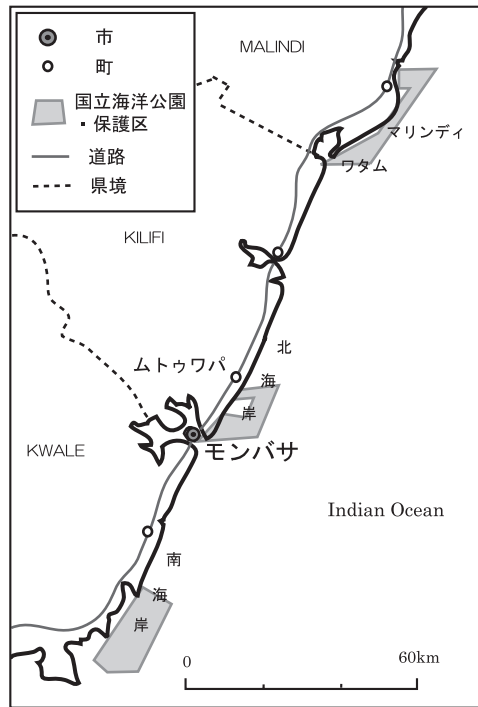 市
町
国立海洋公園
・保護区
道路
県境
MALINDI
マリンディ
ワタム
KILIFI
北海岸
ムトゥワパ
モンバサ
KWALE
Indian Ocean
南海岸
0
60km